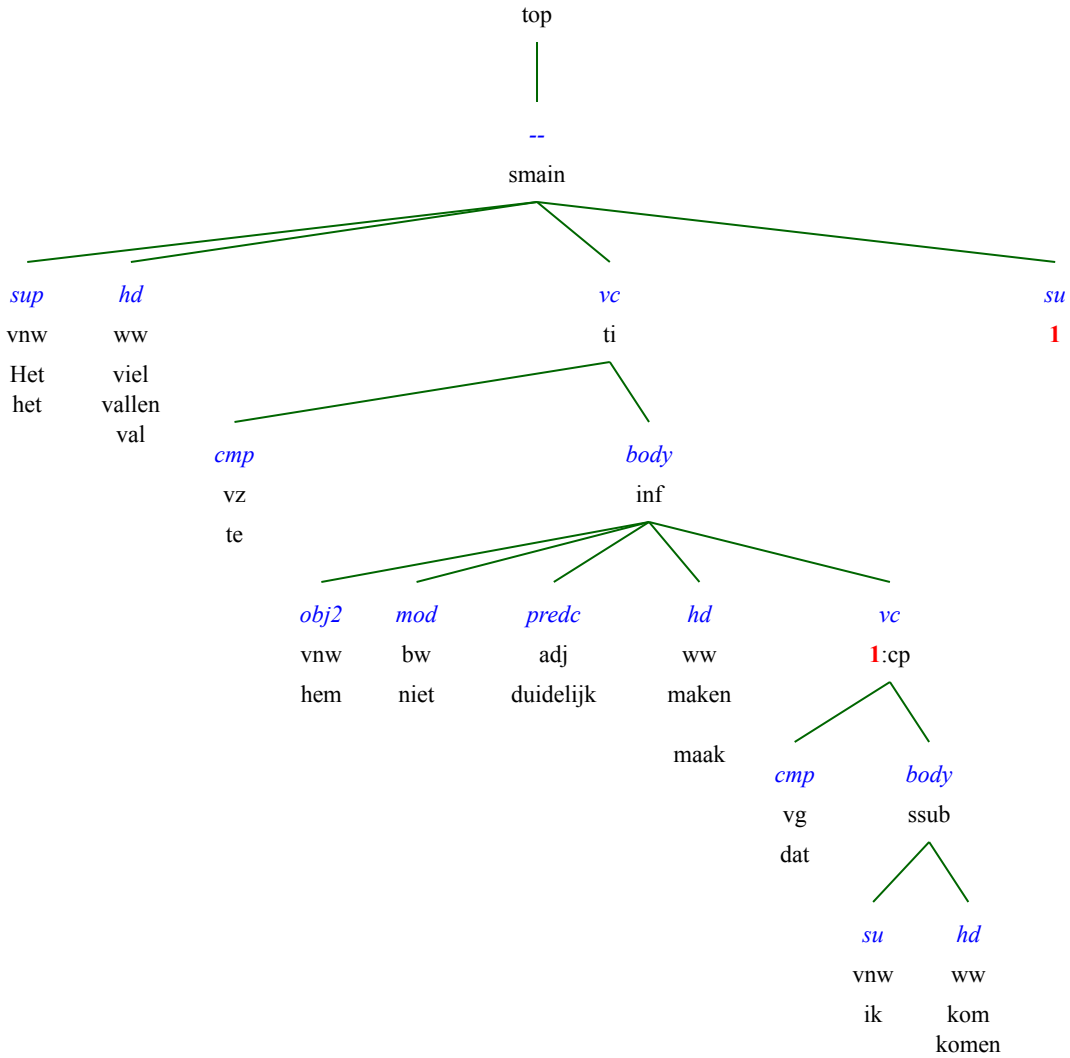 top
--
smain
sup hd vc su
vnw ww ti 1
Het viel
het vallen
val
cmp body
vz inf
te
obj2 mod predc hd vc
vnw bw adj ww 1:cp
hem niet duidelijk maken
maak
cmp body
vg ssub
dat
su hd
vnw ww
ik kom
komen